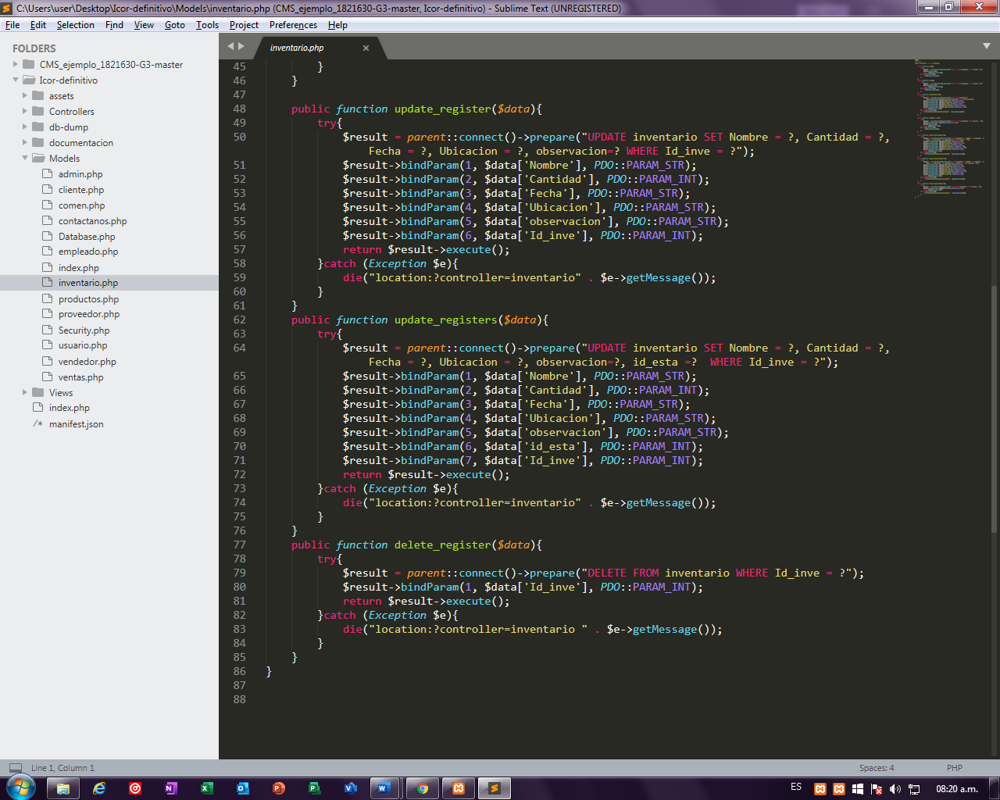 C:\Users\user\Desktop\Icor-definitivo\Models\inventario.php (CMS_ejemplo_1821630-G3-master, Icor-definitivo) - Sublime Text (UNREGISTERED)
File Edit Selection Find View Goto Tools Project Preferences Help
FOLDERS
CMS_ejemplo_1821630-G3-master
Icor-definitivo
assets
Controllers
db-dump
documentacion
Models
admin.php
cliente.php
comen.php
contactanos.php
Database.php
empleado.php
index.php
inventario.php
productos.php
proveedor.php
Security.php
usuario.php
vendedor.php
ventas.php
Views
index.php
/* manifest.json
inventario.php ×
45 }
46 }
47
48 public function update_register($data){
49 try{
50 $result = parent::connect()->prepare("UPDATE inventario SET Nombre = ?, Cantidad = ?,
Fecha = ?, Ubicacion = ?, observacion=? WHERE Id_inve = ?");
51 $result->bindParam(1, $data['Nombre'], PDO::PARAM_STR);
52 $result->bindParam(2, $data['Cantidad'], PDO::PARAM_INT);
53 $result->bindParam(3, $data['Fecha'], PDO::PARAM_STR);
54 $result->bindParam(4, $data['Ubicacion'], PDO::PARAM_STR);
55 $result->bindParam(5, $data['observacion'], PDO::PARAM_STR);
56 $result->bindParam(6, $data['Id_inve'], PDO::PARAM_INT);
57 return $result->execute();
58 }catch (Exception $e){
59 die("location:?controller=inventario" . $e->getMessage());
60 }
61 }
62 public function update_registers($data){
63 try{
64 $result = parent::connect()->prepare("UPDATE inventario SET Nombre = ?, Cantidad = ?,
Fecha = ?, Ubicacion = ?, observacion=?, id_esta =?  WHERE Id_inve = ?");
65 $result->bindParam(1, $data['Nombre'], PDO::PARAM_STR);
66 $result->bindParam(2, $data['Cantidad'], PDO::PARAM_INT);
67 $result->bindParam(3, $data['Fecha'], PDO::PARAM_STR);
68 $result->bindParam(4, $data['Ubicacion'], PDO::PARAM_STR);
69 $result->bindParam(5, $data['observacion'], PDO::PARAM_STR);
70 $result->bindParam(6, $data['id_esta'], PDO::PARAM_INT);
71 $result->bindParam(7, $data['Id_inve'], PDO::PARAM_INT);
72 return $result->execute();
73 }catch (Exception $e){
74 die("location:?controller=inventario" . $e->getMessage());
75 }
76 }
77 public function delete_register($data){
78 try{
79 $result = parent::connect()->prepare("DELETE FROM inventario WHERE Id_inve = ?");
80 $result->bindParam(1, $data['Id_inve'], PDO::PARAM_INT);
81 return $result->execute();
82 }catch (Exception $e){
83 die("location:?controller=inventario " . $e->getMessage());
84 }
85 }
86 }
87
88
Line 1, Column 1 Spaces: 4 PHP
ES 08:20 a.m.